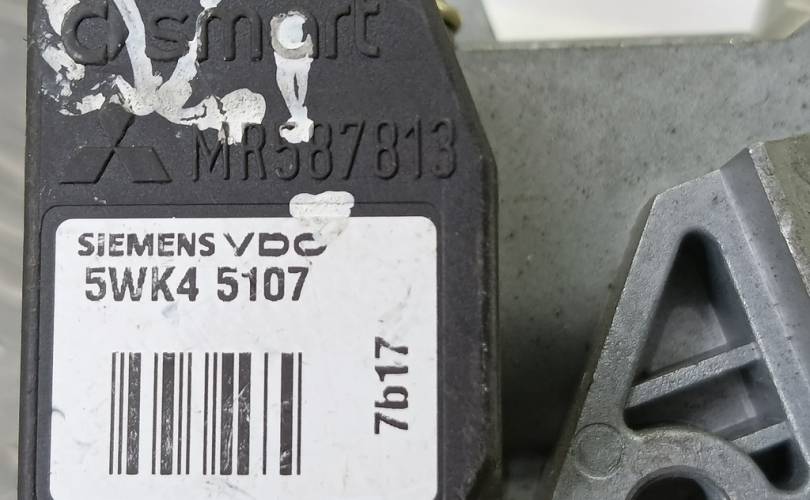 smart
MR587813
SIEMENS VDO
5WK4 5107
7b17